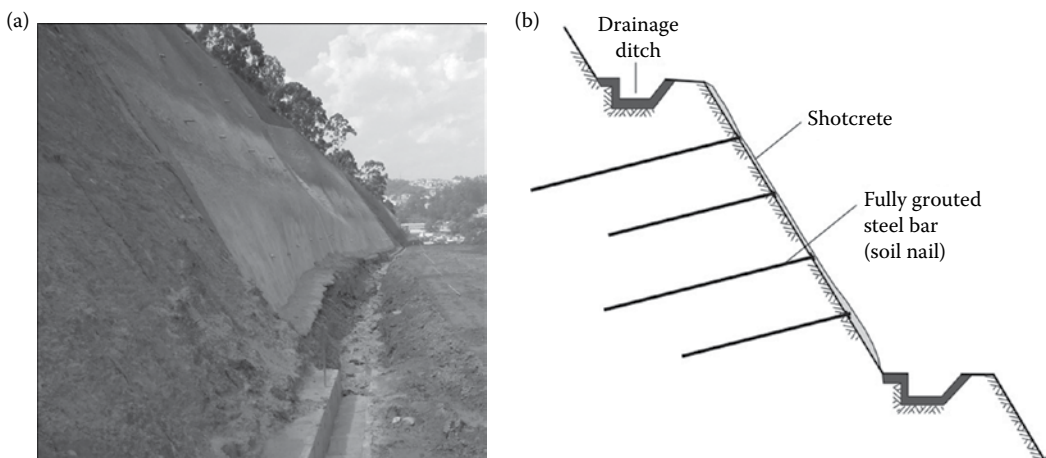 (a)
(b)
Drainage
ditch
Shotcrete
Fully grouted
steel bar
(soil nail)